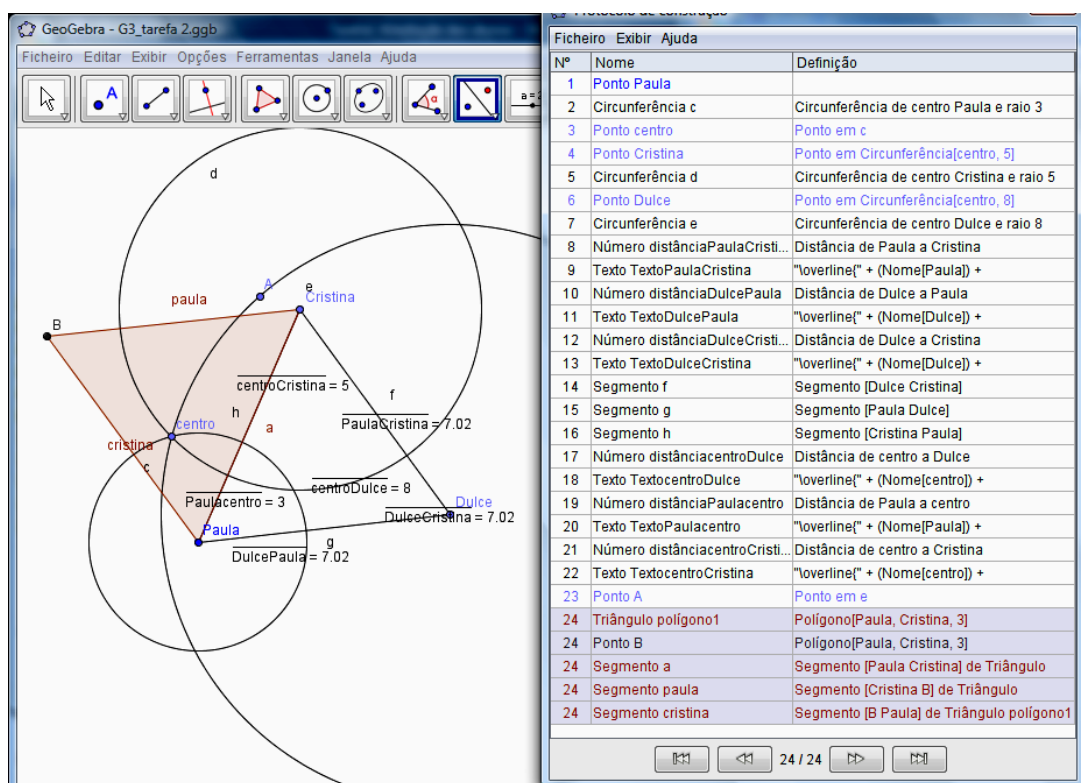 GeoGebra - G3_tarefa 2.ggb
Ficheiro Editar Exibir Opções Ferramentas Janela Ajuda
A
α
a = 2
d
e
A
Cristina
paula
B
centroCristina = 5
f
h
PaulaCristina = 7.02
centro
a
cristina
c
centroDulce = 8
Paulacentro = 3
Dulce
DulceCristina = 7.02
Paula
g
DulcePaula = 7.02
Protocolo de construção
Ficheiro Exibir Ajuda
Nº Nome Definição
1 Ponto Paula
2 Circunferência c Circunferência de centro Paula e raio 3
3 Ponto centro Ponto em c
4 Ponto Cristina Ponto em Circunferência[centro, 5]
5 Circunferência d Circunferência de centro Cristina e raio 5
6 Ponto Dulce Ponto em Circunferência[centro, 8]
7 Circunferência e Circunferência de centro Dulce e raio 8
8 Número distânciaPaulaCristi... Distância de Paula a Cristina
9 Texto TextoPaulaCristina "\overline{" + (Nome[Paula]) +
10 Número distânciaDulcePaula Distância de Dulce a Paula
11 Texto TextoDulcePaula "\overline{" + (Nome[Dulce]) +
12 Número distânciaDulceCristi... Distância de Dulce a Cristina
13 Texto TextoDulceCristina "\overline{" + (Nome[Dulce]) +
14 Segmento f Segmento [Dulce Cristina]
15 Segmento g Segmento [Paula Dulce]
16 Segmento h Segmento [Cristina Paula]
17 Número distânciacentroDulce Distância de centro a Dulce
18 Texto TextocentroDulce "\overline{" + (Nome[centro]) +
19 Número distânciaPaulacentro Distância de Paula a centro
20 Texto TextoPaulacentro "\overline{" + (Nome[Paula]) +
21 Número distânciacentroCristi... Distância de centro a Cristina
22 Texto TextocentroCristina "\overline{" + (Nome[centro]) +
23 Ponto A Ponto em e
24 Triângulo polígono1 Polígono[Paula, Cristina, 3]
24 Ponto B Polígono[Paula, Cristina, 3]
24 Segmento a Segmento [Paula Cristina] de Triângulo
24 Segmento paula Segmento [Cristina B] de Triângulo
24 Segmento cristina Segmento [B Paula] de Triângulo polígono1
24 / 24